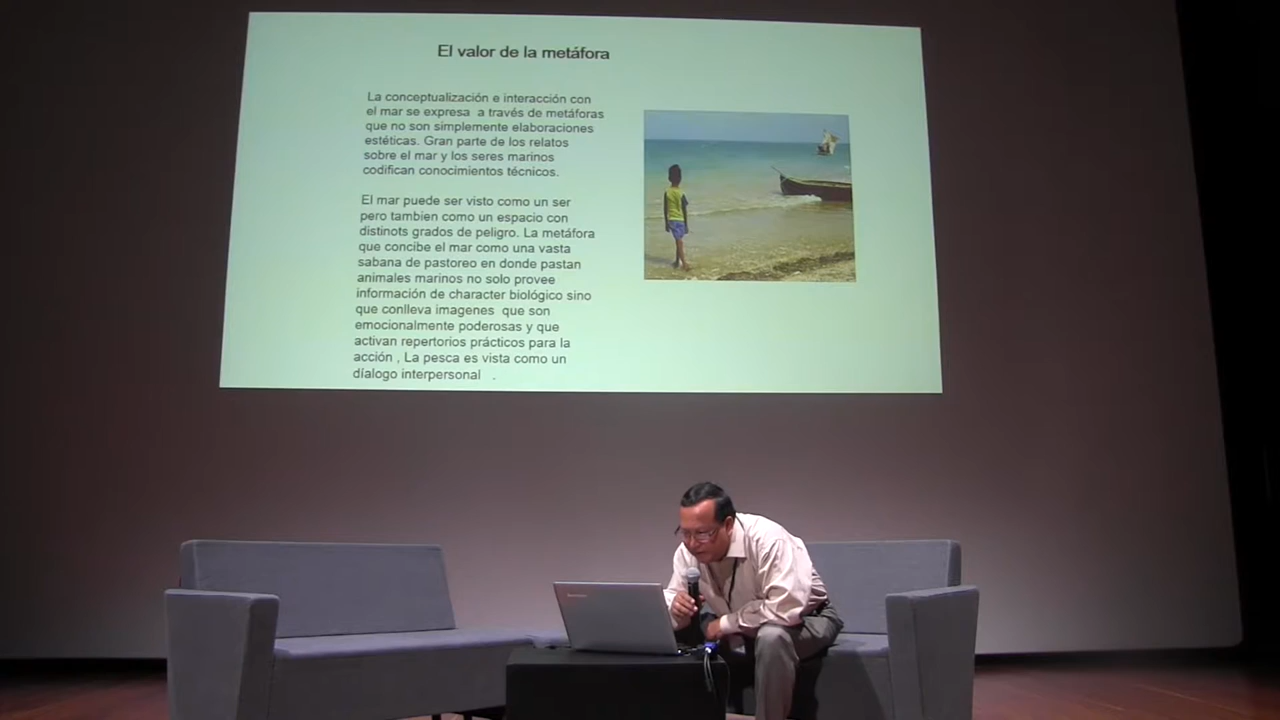 El valor de la metáfora
La conceptualización e interacción con
el mar se expresa a través de metáforas
que no son simplemente elaboraciones
estéticas. Gran parte de los relatos
sobre el mar y los seres marinos
codifican conocimientos técnicos.
El mar puede ser visto como un ser
pero tambien como un espacio con
distinots grados de peligro. La metáfora
que concibe el mar como una vasta
sabana de pastoreo en donde pastan
animales marinos no solo provee
información de character biológico sino
que conlleva imagenes que son
emocionalmente poderosas y que
activan repertorios prácticos para la
acción , La pesca es vista como un
díalogo interpersonal .